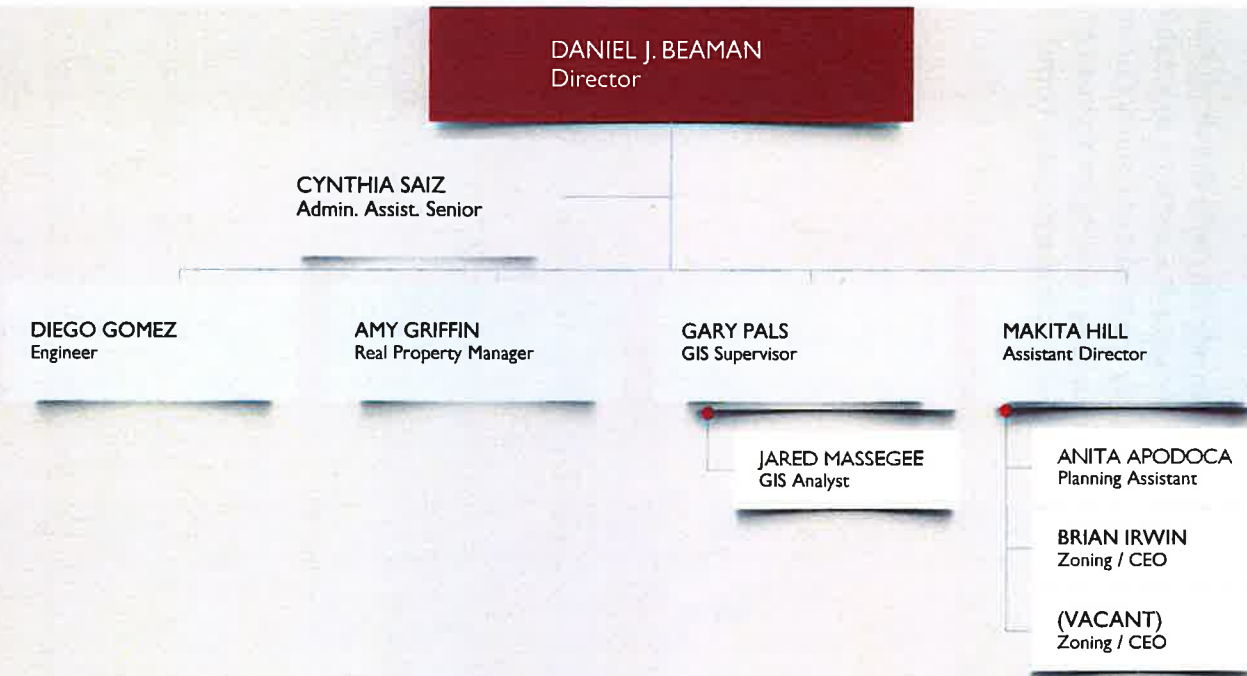 DANIEL J. BEAMAN
Director
CYNTHIA SAIZ
Admin. Assist. Senior
DIEGO GOMEZ
Engineer
AMY GRIFFIN
Real Property Manager
GARY PALS
GIS Supervisor
MAKITA HILL
Assistant Director
JARED MASSEGEE
GIS Analyst
ANITA APODOCA
Planning Assistant
BRIAN IRWIN
Zoning / CEO
(VACANT)
Zoning / CEO